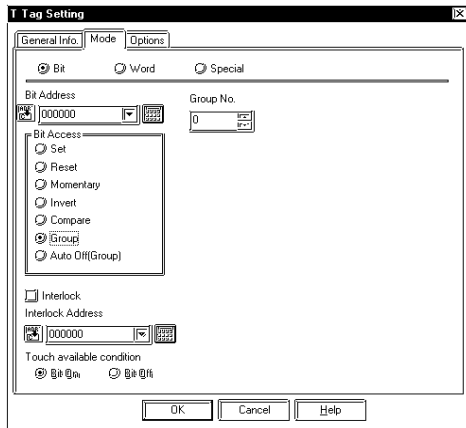 T Tag Setting
General Info. Mode Options
Bit Word Special
Bit Address
Group No.
000000
0
Bit Access
Set
Reset
Momentary
Invert
Compare
Group
Auto Off(Group)
Interlock
Interlock Address
000000
Touch available condition
Bit On Bit Off
OK Cancel Help